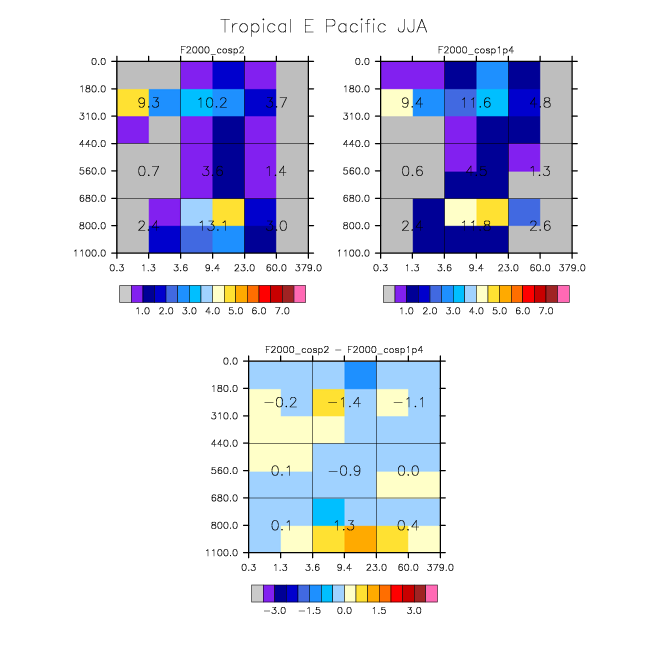 Tropical E Pacific JJA
F2000_cosp2
0.0
180.0
310.0
440.0
560.0
680.0
800.0
1100.0
9.3 10.2 3.7
0.7 3.6 1.4
2.4 13.1 3.0
0.3 1.3 3.6 9.4 23.0 60.0 379.0
1.0 2.0 3.0 4.0 5.0 6.0 7.0
F2000_cosp1p4
0.0
180.0
310.0
440.0
560.0
680.0
800.0
1100.0
9.4 11.6 4.8
0.6 4.5 1.3
11.8 2.6
0.3 1.3 3.6 9.4 23.0 60.0 379.0
1.0 2.0 3.0 4.0 5.0 6.0 7.0
F2000_cosp2 − F2000_cosp1p4
0.0
180.0
310.0
440.0
560.0
680.0
800.0
1100.0
−0.2 −1.4 −1.1
0.1 −0.9 0.0
0.1 1.3 0.4
0.3 1.3 3.6 9.4 23.0 60.0 379.0
−3.0 −1.5 0.0 1.5 3.0